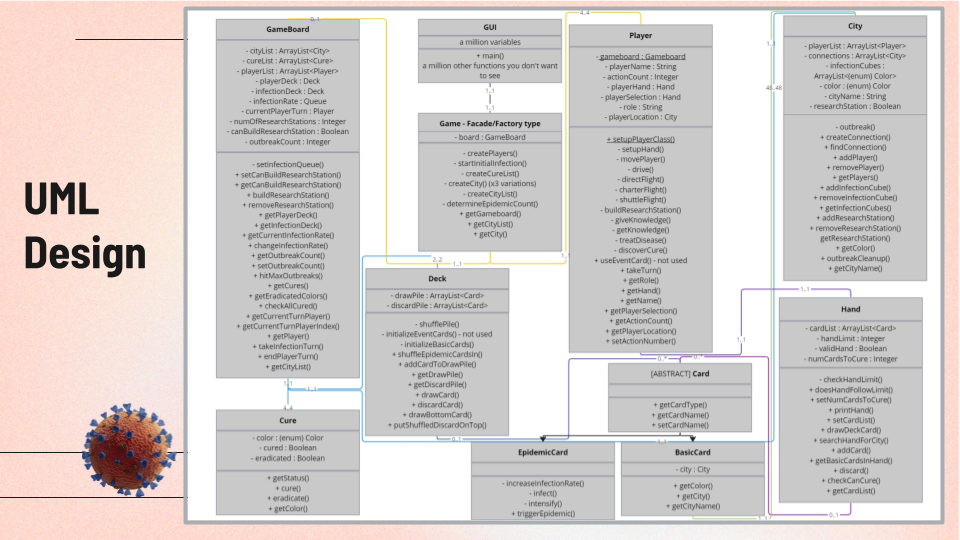 UML
Design
GameBoard
- cityList : ArrayList<City>
- cureList : ArrayList<Cure>
- playerList : ArrayList<Player>
- playerDeck : Deck
- infectionDeck : Deck
- infectionRate : Queue
- currentPlayerTurn : Player
- numOfResearchStations : Integer
- canBuildResearchStation : Boolean
- outbreakCount : Integer
- setInfectionQueue()
+ setCanBuildResearchStation()
+ getCanBuildResearchStation()
+ buildResearchStation()
+ removeResearchStation()
+ getPlayerDeck()
+ getInfectionDeck()
+ getCurrentInfectionRate()
+ changeInfectionRate()
+ getOutbreakCount()
+ setOutbreakCount()
+ hitMaxOutbreaks()
+ getCures()
+ getEradicatedColors()
+ checkAllCured()
+ getCurrentTurnPlayer()
+ getCurrentTurnPlayerIndex()
+ getPlayer()
+ takeInfectionTurn()
+ endPlayerTurn()
+ getCityList()
Cure
- color : (enum) Color
- cured : Boolean
- eradicated : Boolean
+ getStatus()
+ cure()
+ eradicate()
+ getColor()
GUI
a million variables
+ main()
a million other functions you don't want
to see
Game - Facade/Factory type
- board : GameBoard
- createPlayers()
- startInitialInfection()
- createCureList()
- createCity() (x3 variations)
- createCityList()
- determineEpidemicCount()
+ getGameboard()
+ getCityList()
+ getCity()
Deck
- drawPile : ArrayList<Card>
- discardPile : ArrayList<Card>
- shufflePile()
- initializeEventCards() - not used
- initializeBasicCards()
+ shuffleEpidemicCardsIn()
+ addCardToDrawPile()
+ getDrawPile()
+ getDiscardPile()
+ drawCard()
+ discardCard()
+ drawBottomCard()
+ putShuffledDiscardOnTop()
Player
- gameboard : Gameboard
- playerName : String
- actionCount : Integer
- playerHand : Hand
- playerSelection : Hand
- role : String
- playerLocation : City
+ setupPlayerClass()
- setupHand()
- movePlayer()
- drive()
- directFlight()
- charterFlight()
- shuttleFlight()
- buildResearchStation()
- giveKnowledge()
- getKnowledge()
- treatDisease()
- discoverCure()
+ useEventCard() - not used
+ takeTurn()
+ getRole()
+ getHand()
+ getName()
+ getPlayerSelection()
+ getActionCount()
+ getPlayerLocation()
+ setActionNumber()
[ABSTRACT] Card
+ getCardType()
+ getCardName()
+ setCardName()
EpidemicCard
- increaseInfectionRate()
- infect()
- intensify()
+ triggerEpidemic()
BasicCard
- city : City
+ getColor()
+ getCity()
+ getCityName()
City
- playerList : ArrayList<Player>
- connections : ArrayList<City>
- infectionCubes :
ArrayList<(enum) Color>
- color : (enum) Color
- cityName : String
- researchStation : Boolean
- outbreak()
+ createConnection()
+ findConnection()
+ addPlayer()
+ removePlayer()
+ getPlayers()
+ addInfectionCube()
+ removeInfectionCube()
+ getInfectionCubes()
+ addResearchStation()
+ removeResearchStation()
getResearchStation()
+ getColor()
+ outbreakCleanup()
+ getCityName()
Hand
- cardList : ArrayList<Card>
- handLimit : Integer
- validHand : Boolean
- numCardsToCure : Integer
- checkHandLimit()
+ doesHandFollowLimit()
+ setNumCardsToCure()
+ printHand()
+ setCardList()
+ drawDeckCard()
+ searchHandForCity()
+ addCard()
+ getBasicCardsInHand()
+ discard()
+ checkCanCure()
+ getCardList()
0..1
4..4
1..1
1..1
1..1
48..48
2..2
1..1
1..1
1..1
1..1
4..4
0..1
0..*
0..*
1..1
1..1
1..1
0..1
1..1